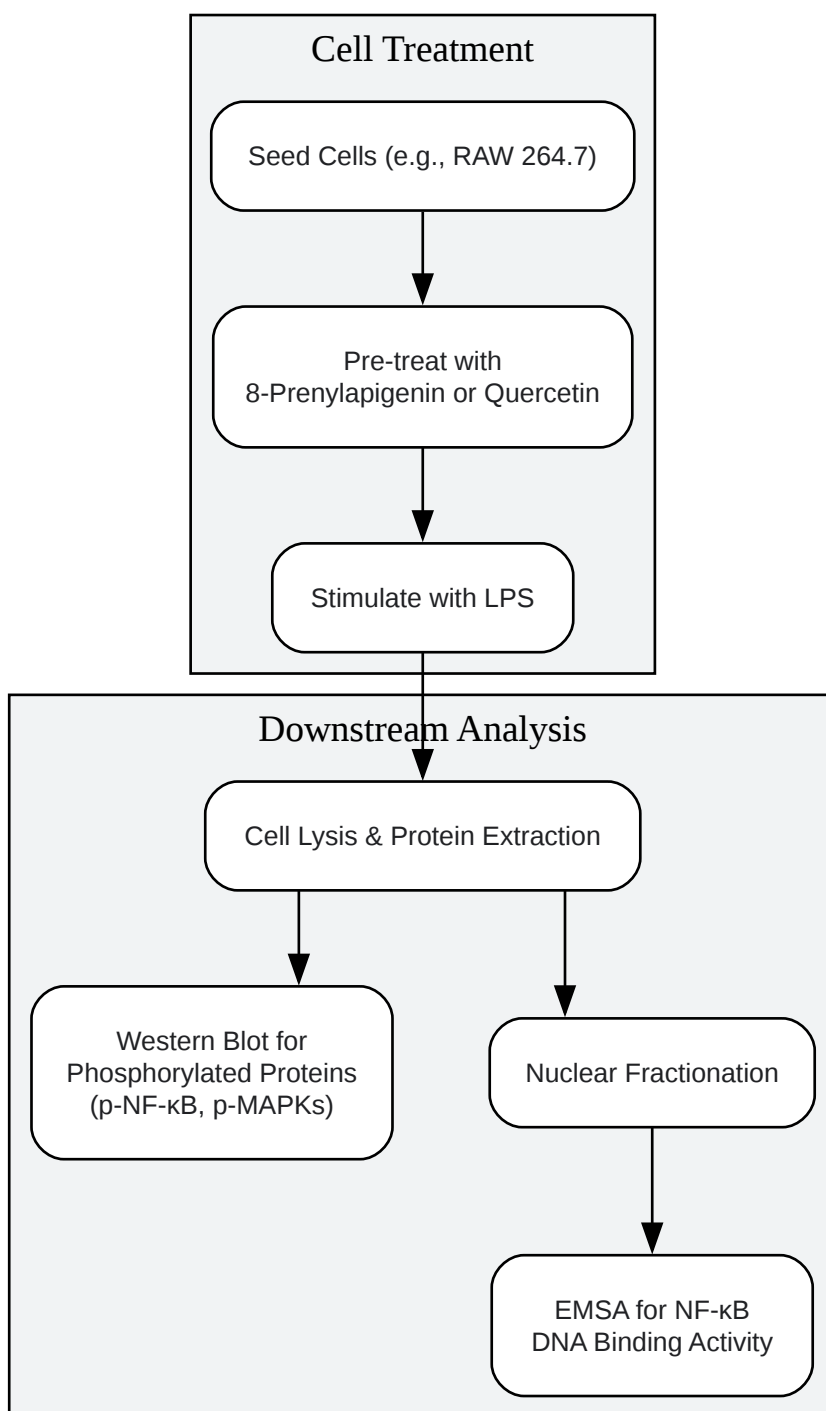 Cell Treatment
Seed Cells (e.g., RAW 264.7)
Pre-treat with
8-Prenylapigenin or Quercetin
Stimulate with LPS
Downstream Analysis
Cell Lysis & Protein Extraction
Western Blot for
Phosphorylated Proteins
(p-NF-κB, p-MAPKs)
Nuclear Fractionation
EMSA for NF-κB
DNA Binding Activity